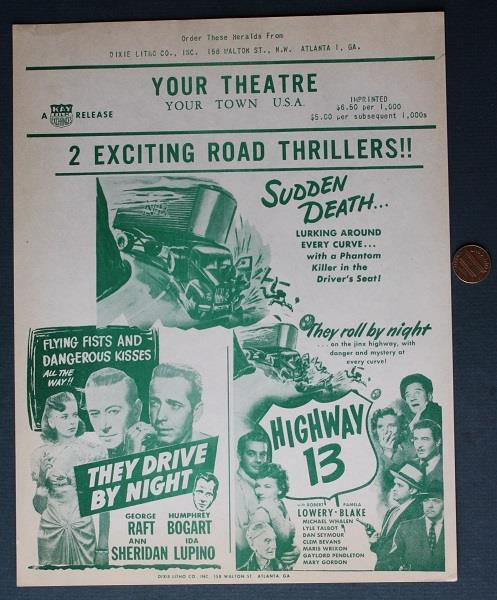 Order These Heralds From
DIXIE LITHO CO., INC. 158 WALTON ST., N.W. ATLANTA 1, GA.
YOUR THEATRE
YOUR TOWN U.S.A.
A KAY RELEASE
IMPRINTED
$6.50 per 1,000
$5.00 per subsequent 1,000s
2 EXCITING ROAD THRILLERS!!
SUDDEN
DEATH...
LURKING AROUND
EVERY CURVE...
with a Phantom
Killer in the
Driver's Seat!
FLYING FISTS AND
DANGEROUS KISSES
ALL THE
WAY!!
THEY DRIVE
BY NIGHT
GEORGE
RAFT
HUMPHREY
BOGART
ANN
SHERIDAN
IDA
LUPINO
They roll by night
...on the jinx highway, with
danger and mystery at
every curve!
HIGHWAY
13
with ROBERT LOWERY · PAMELA BLAKE
MICHAEL WHALEN
LYLE TALBOT
DAN SEYMOUR
CLEM BEVANS
MARIS WRIXON
GAYLORD PENDLETON
MARY GORDON
DIXIE LITHO CO., INC. 158 WALTON ST. ATLANTA, GA